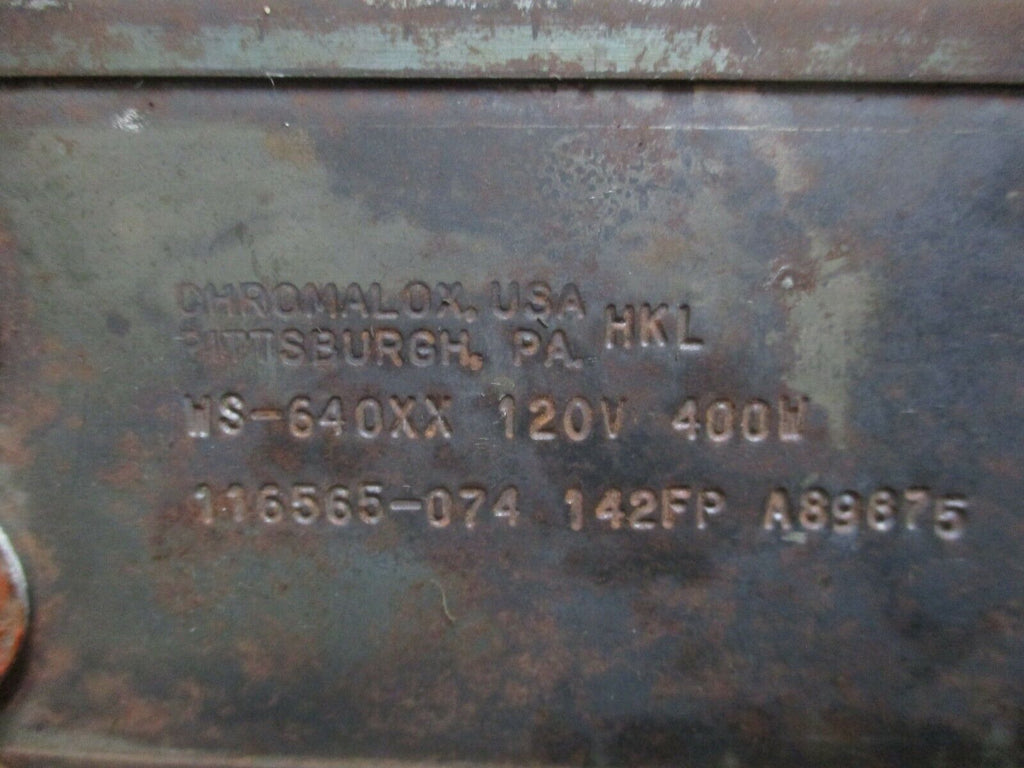 CHROMALOX, USA HKL
PITTSBURGH, PA.
WS-640XX 120V 400W
116565-074 142FP A89675